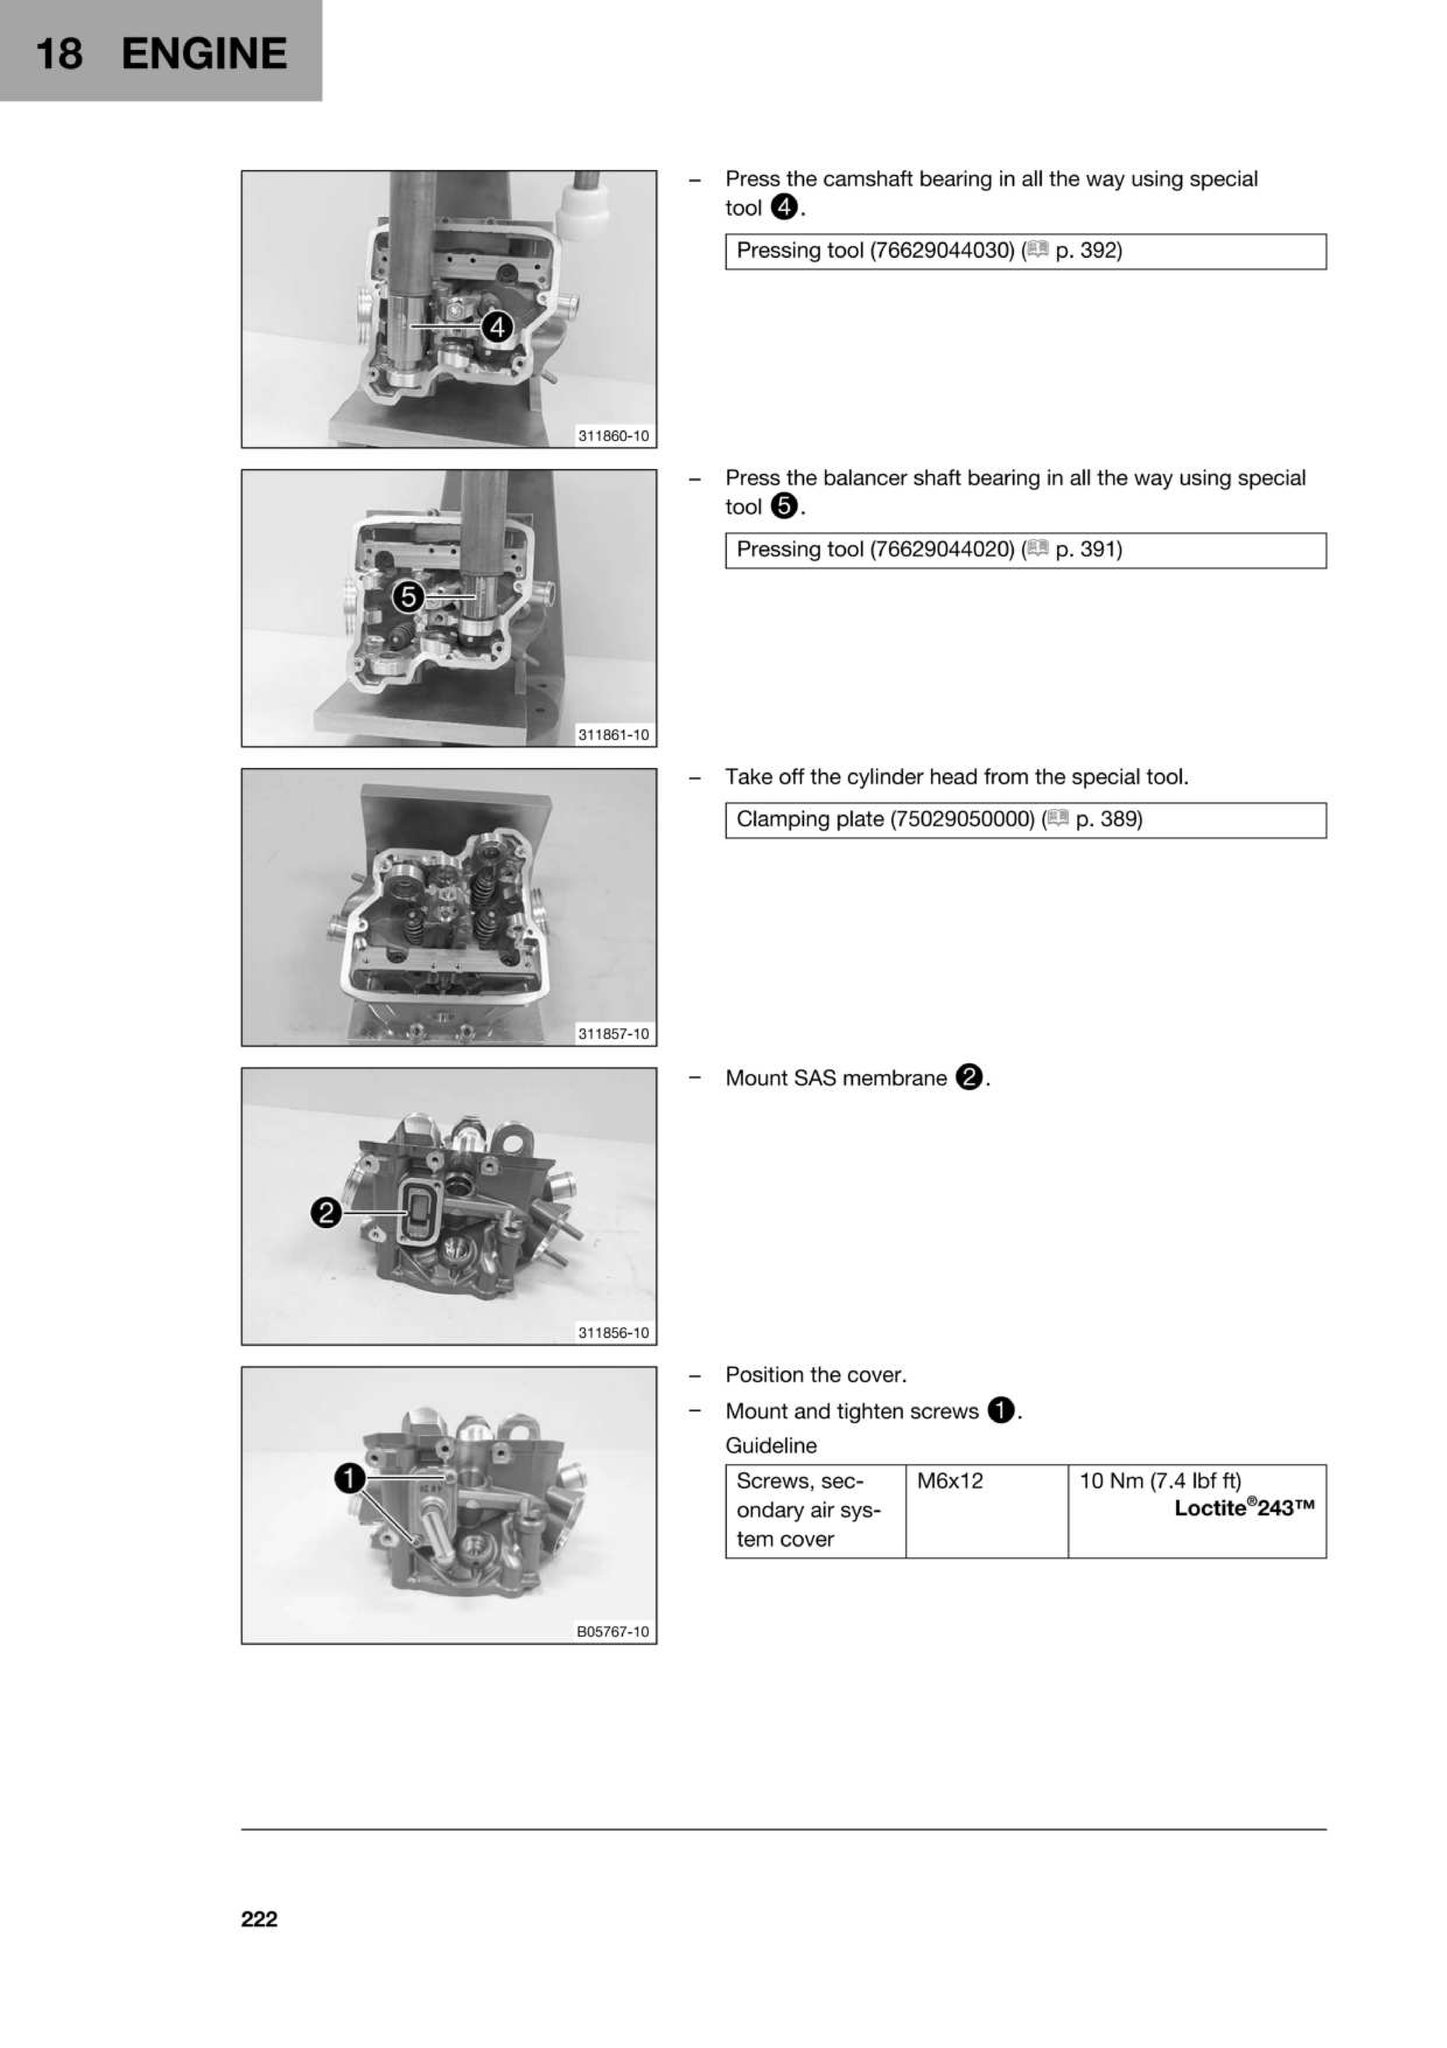 18 ENGINE
– Press the camshaft bearing in all the way using special
tool 4.
Pressing tool (76629044030) ( p. 392)
4
311860-10
– Press the balancer shaft bearing in all the way using special
tool 5.
Pressing tool (76629044020) ( p. 391)
5
311861-10
– Take off the cylinder head from the special tool.
Clamping plate (75029050000) ( p. 389)
311857-10
– Mount SAS membrane 2.
2
311856-10
– Position the cover.
– Mount and tighten screws 1.
Guideline
Screws, sec-
ondary air sys-
tem cover
M6x12
10 Nm (7.4 lbf ft)
Loctite®243™
1
B05767-10
222